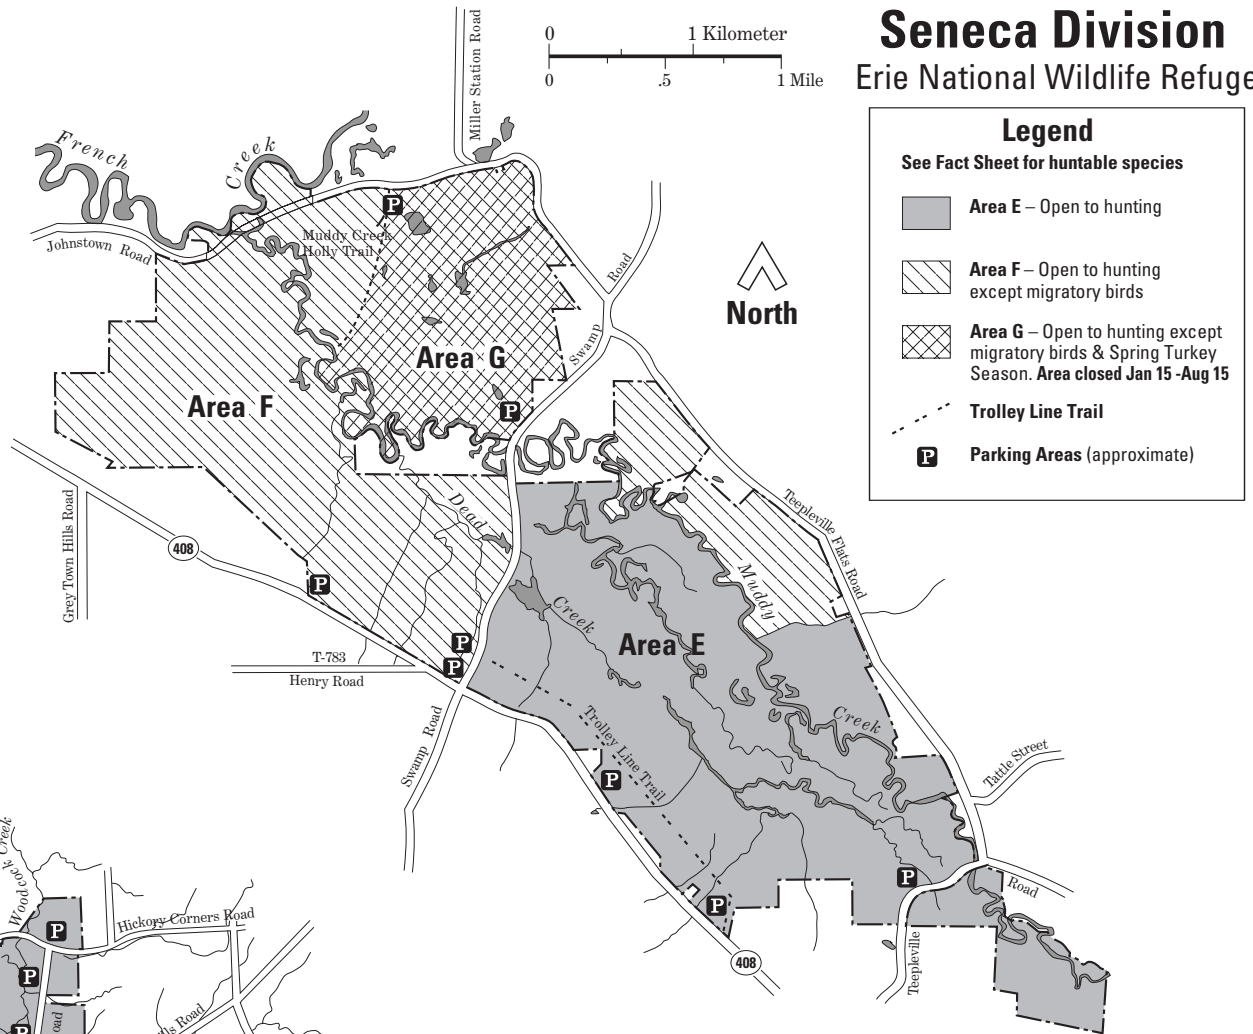 Seneca Division
Erie National Wildlife Refuge
0 1 Kilometer
0 .5 1 Mile
Legend
See Fact Sheet for huntable species
Area E – Open to hunting
Area F – Open to hunting
except migratory birds
Area G – Open to hunting except
migratory birds & Spring Turkey
Season. Area closed Jan 15 -Aug 15
Trolley Line Trail
P Parking Areas (approximate)
North
Miller Station Road
French
Creek
Johnstown Road
P
Muddy Creek
Holly Trail
Road
Swamp
Area G
Area F
P
Grey Town Hills Road
408
Dead
Creek
Teepleville Flats Road
Muddy
Creek
P
P
P
T-783
Henry Road
Area E
Swamp Road
Trolley Line Trail
P
Tattle Street
P
P
Road
408
Teepleville
Woodcock Creek
P
Hickory Corners Road
P
P
oad
lls Road